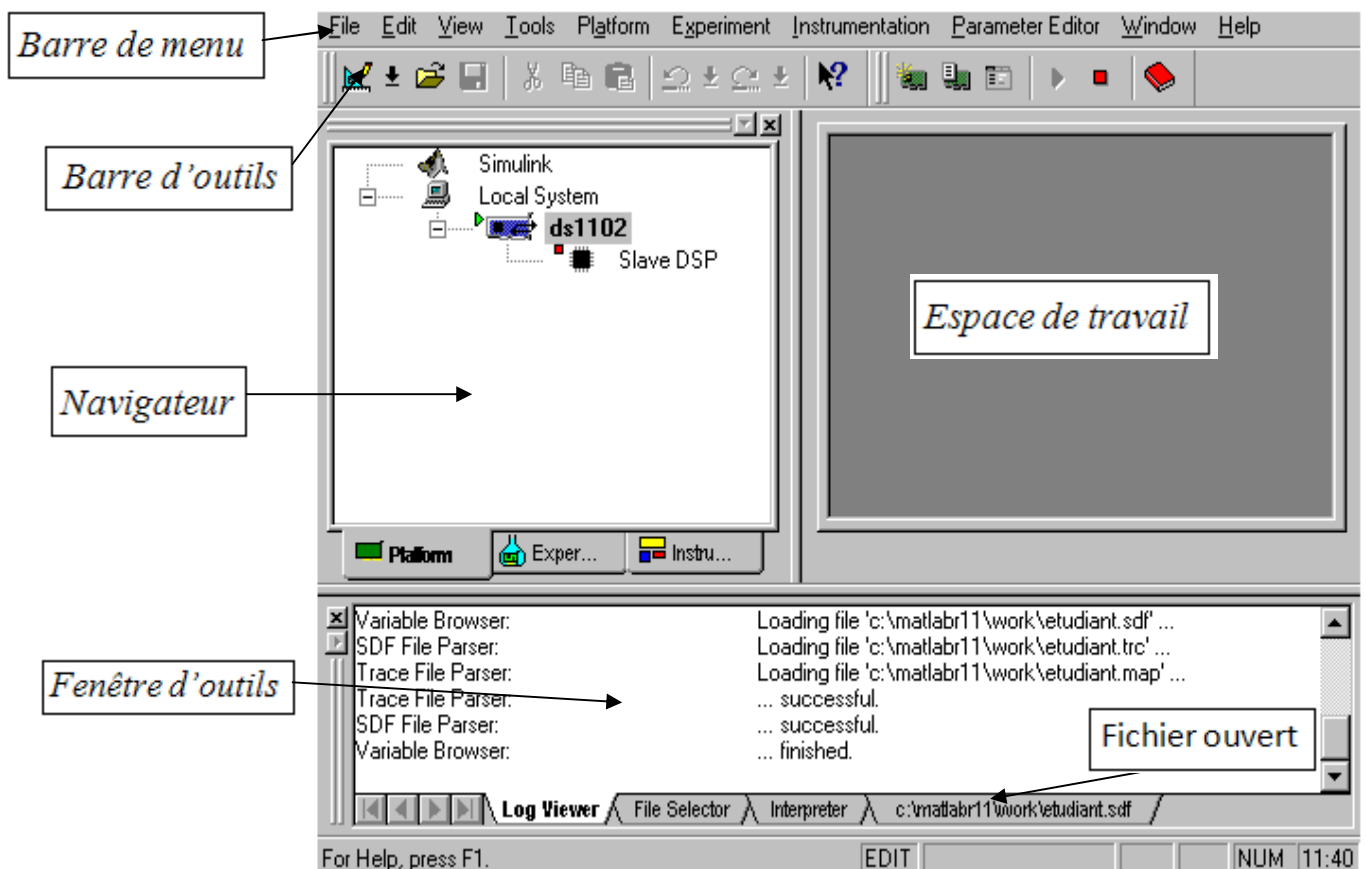 File Edit View Tools Platform Experiment Instrumentation Parameter Editor Window Help
Barre de menu
Barre d'outils
Simulink
Local System
ds1102
Slave DSP
Espace de travail
Navigateur
Platform Exper... Instru...
Variable Browser: Loading file 'c:\matlabr11\work\etudiant.sdf' ...
SDF File Parser: Loading file 'c:\matlabr11\work\etudiant.trc' ...
Trace File Parser: Loading file 'c:\matlabr11\work\etudiant.map' ...
Trace File Parser: ... successful.
SDF File Parser: ... successful.
Variable Browser: ... finished.
Fenêtre d'outils
Fichier ouvert
Log Viewer File Selector Interpreter c:\matlabr11\work\etudiant.sdf
For Help, press F1. EDIT NUM 11:40